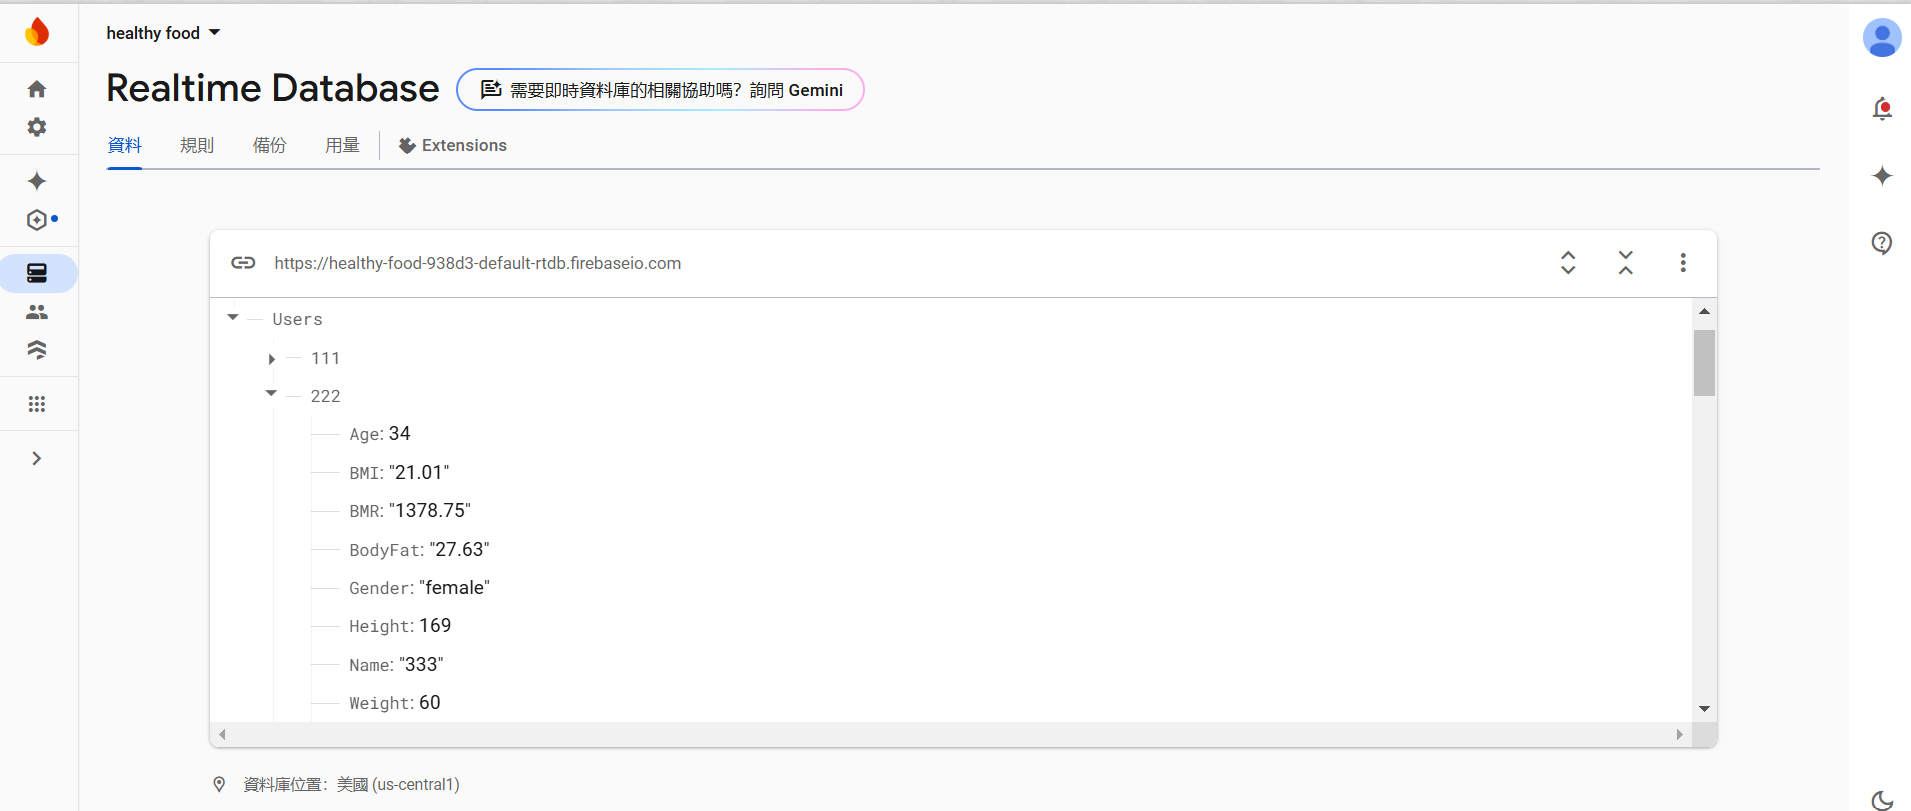 healthy food
Realtime Database
需要即時資料庫的相關協助嗎？詢問 Gemini
資料 規則 備份 用量 Extensions
https://healthy-food-938d3-default-rtdb.firebaseio.com
Users
111
222
Age: 34
BMI: "21.01"
BMR: "1378.75"
BodyFat: "27.63"
Gender: "female"
Height: 169
Name: "333"
Weight: 60
資料庫位置：美國 (us-central1)